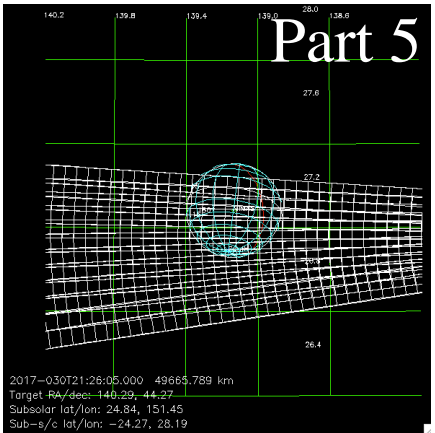 140.2 139.8 139.4 139.0 28.0 138.6
Part 5
27.6
27.2
26.4
2017-030T21:26:05.000 49665.789 km
Target RA/dec: 140.29, 44.27
Subsolar lat/lon: 24.84, 151.45
Sub-s/c lat/lon: -24.27, 28.19